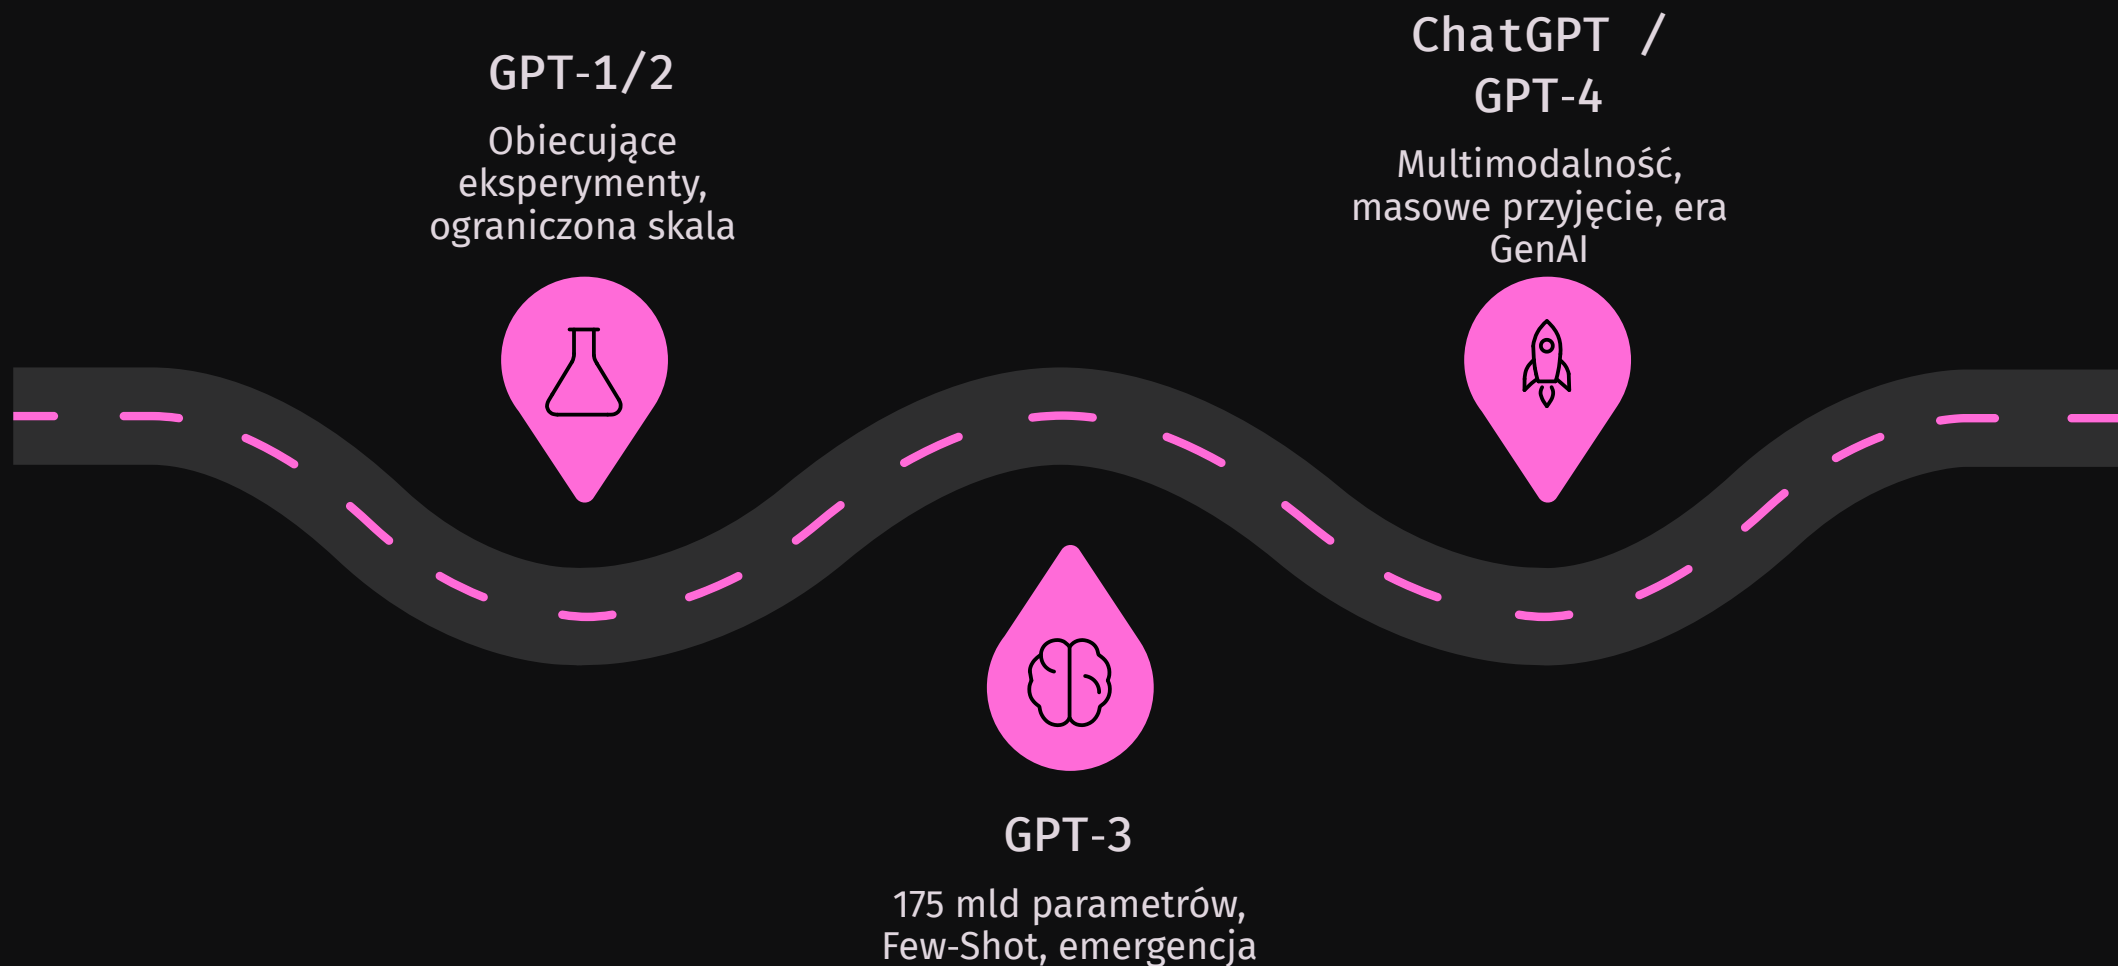 GPT-1/2
Obiecujące
eksperymenty,
ograniczona skala
GPT-3
175 mld parametrów,
Few-Shot, emergencja
ChatGPT /
GPT-4
Multimodalność,
masowe przyjęcie, era
GenAI